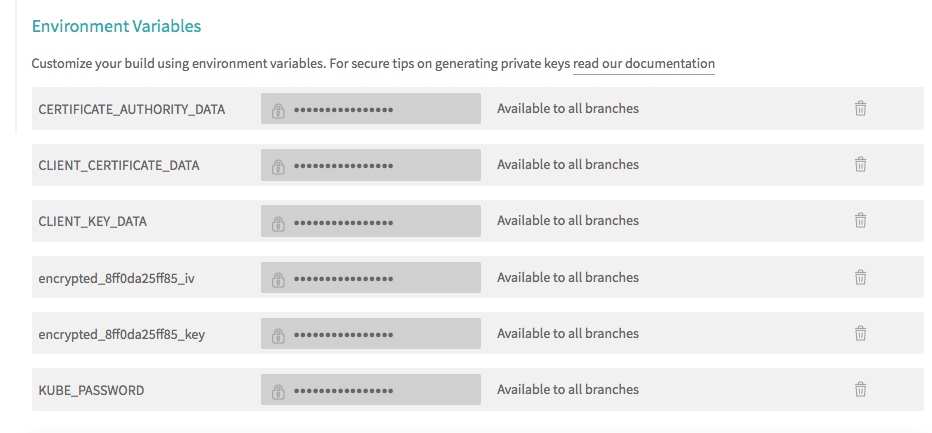 Environment Variables
Customize your build using environment variables. For secure tips on generating private keys read our documentation
CERTIFICATE_AUTHORITY_DATA •••••••••••••••• Available to all branches
CLIENT_CERTIFICATE_DATA •••••••••••••••• Available to all branches
CLIENT_KEY_DATA •••••••••••••••• Available to all branches
encrypted_8ff0da25ff85_iv •••••••••••••••• Available to all branches
encrypted_8ff0da25ff85_key •••••••••••••••• Available to all branches
KUBE_PASSWORD •••••••••••••••• Available to all branches